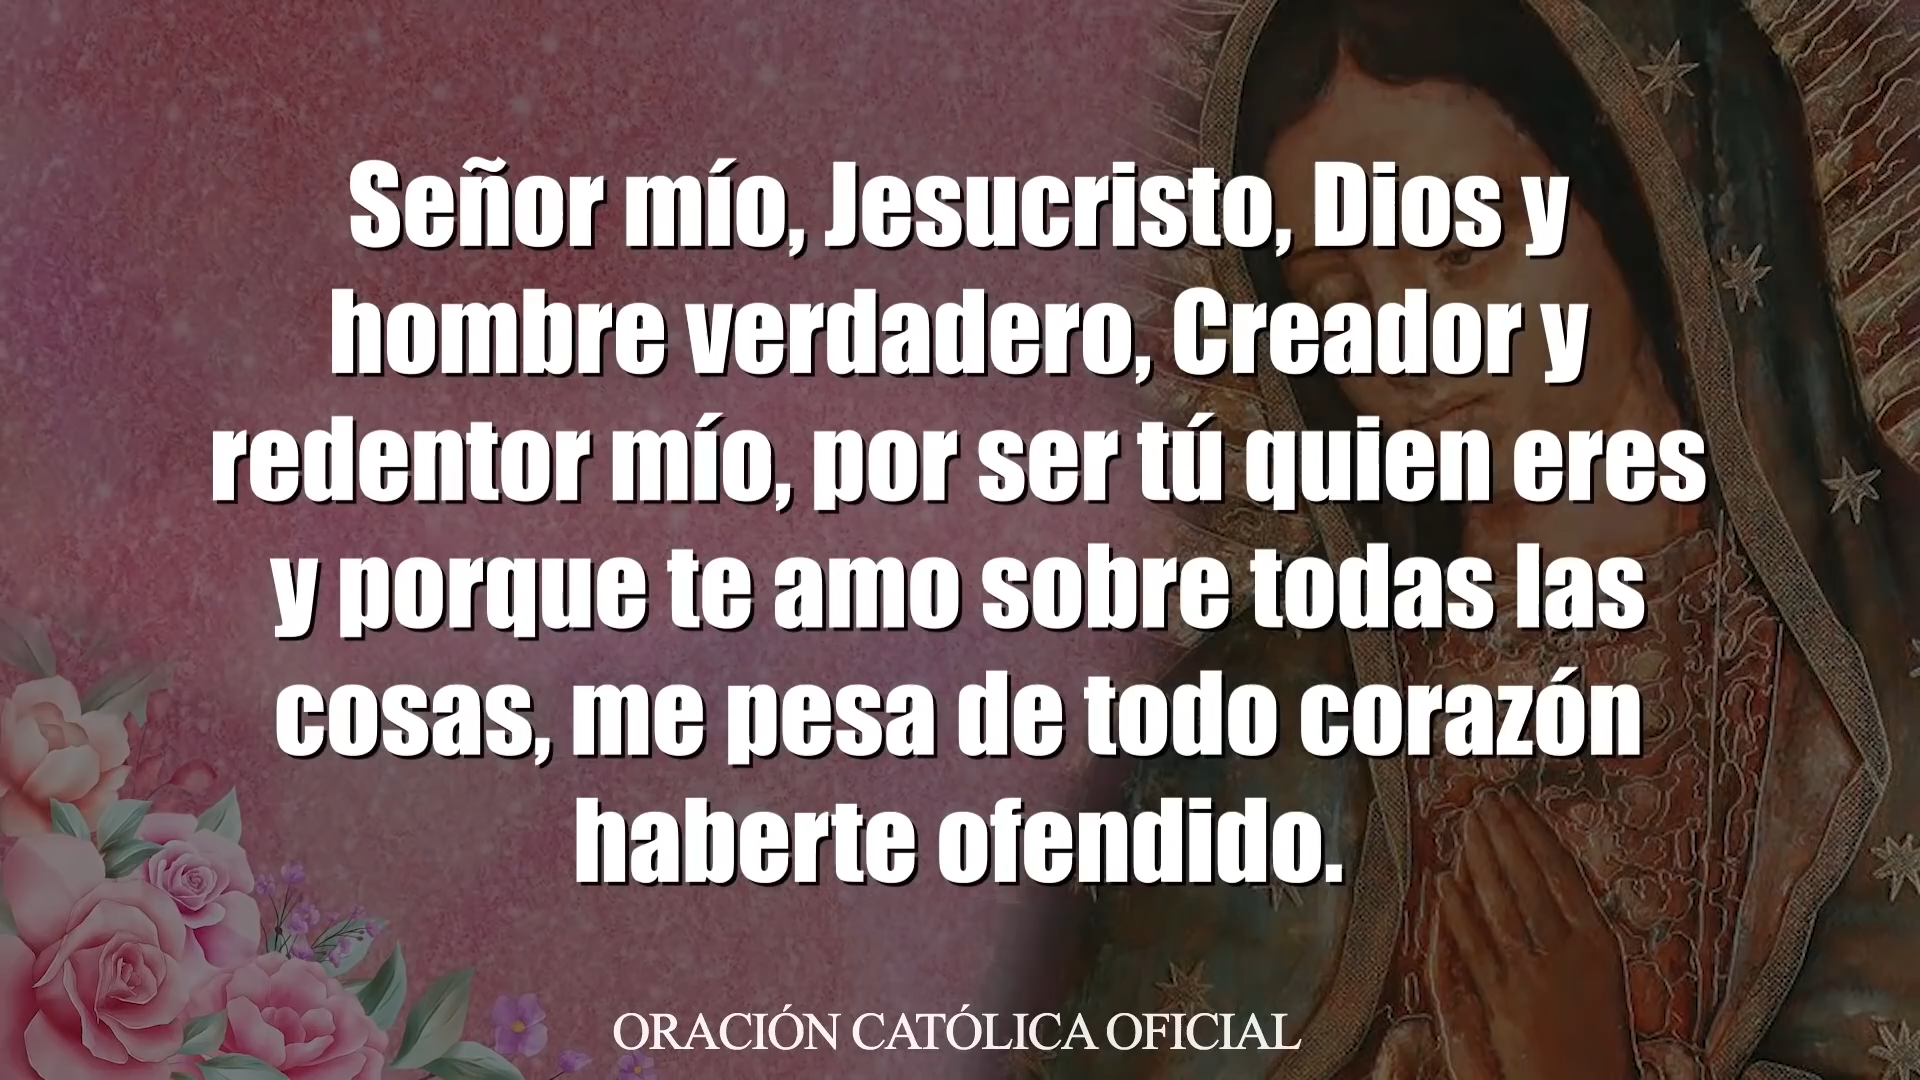 Señor mío, Jesucristo, Dios y
hombre verdadero, Creador y
redentor mío, por ser tú quien eres
y porque te amo sobre todas las
cosas, me pesa de todo corazón
haberte ofendido.
ORACIÓN CATÓLICA OFICIAL